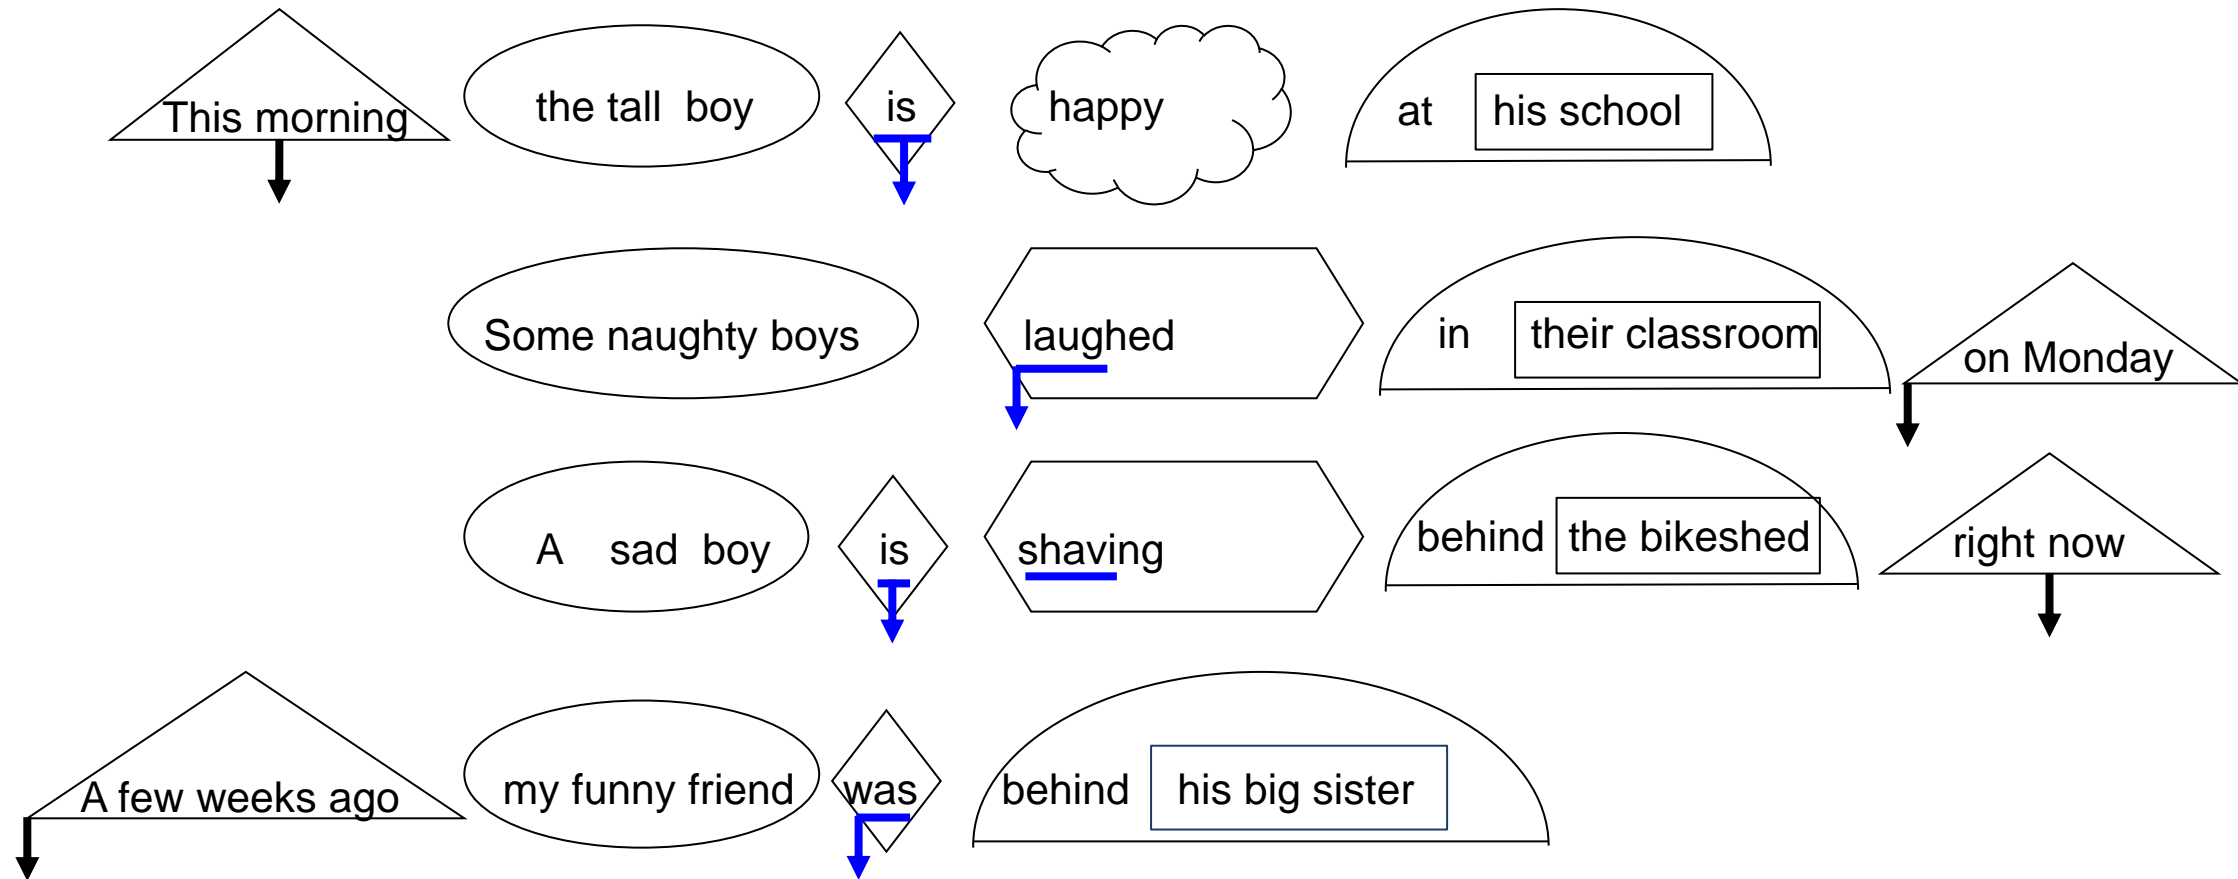 This morning the tall boy is happy at his school
Some naughty boys laughed in their classroom on Monday
A sad boy is shaving behind the bikeshed right now
A few weeks ago my funny friend was behind his big sister